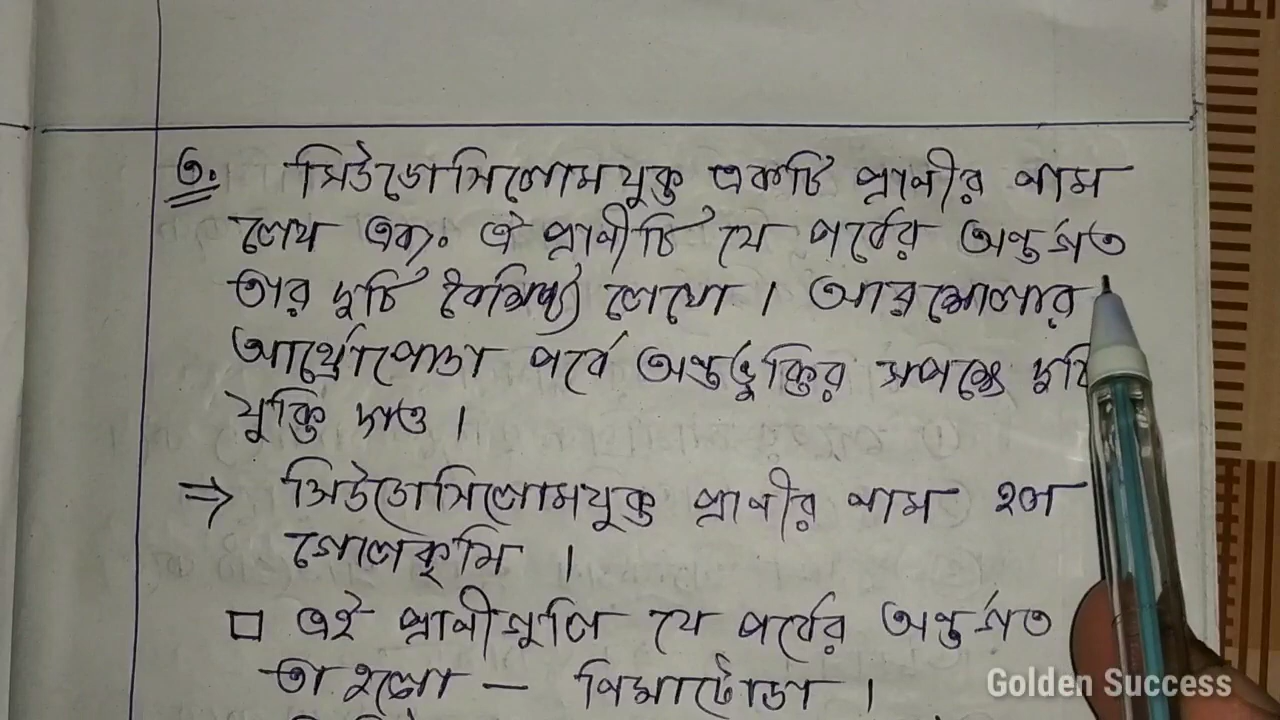 ৩. সিউডোসিলোমযুক্ত একটি প্রাণীর নাম
লেখ এবং ঐ প্রাণীটি যে পর্বের অন্তর্গত
তার দুটি বৈশিষ্ট্য লেখো । আরশোলার
আর্থ্রোপোডা পর্বে অন্তর্ভুক্তির সপক্ষে
যুক্তি দাও ।
⇒ সিউডোসিলোমযুক্ত প্রাণীর নাম হল
গোলকৃমি ।
□ এই প্রাণীগুলি যে পর্বের অন্তর্গত
তা হলো – নিমাটোডা ।
Golden Success